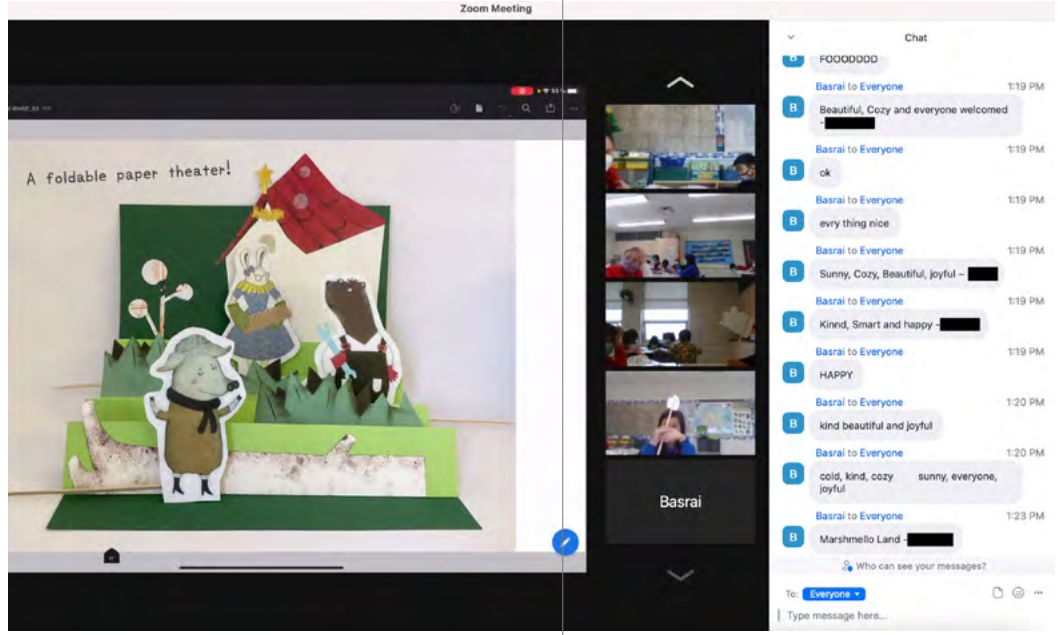 Zoom Meeting
A foldable paper theater!
Basrai
Chat
B
FOOODDDD
Basrai to Everyone 1:19 PM
B
Beautiful, Cozy and everyone welcomed
-
Basrai to Everyone 1:19 PM
B
ok
Basrai to Everyone 1:19 PM
B
evry thing nice
Basrai to Everyone 1:19 PM
B
Sunny, Cozy, Beautiful, joyful –
Basrai to Everyone 1:19 PM
B
Kinnd, Smart and happy -
Basrai to Everyone 1:19 PM
B
HAPPY
Basrai to Everyone 1:20 PM
B
kind beautiful and joyful
Basrai to Everyone 1:20 PM
B
cold, kind, cozy sunny, everyone,
joyful
Basrai to Everyone 1:23 PM
B
Marshmello Land -
Who can see your messages?
To: Everyone
Type message here...